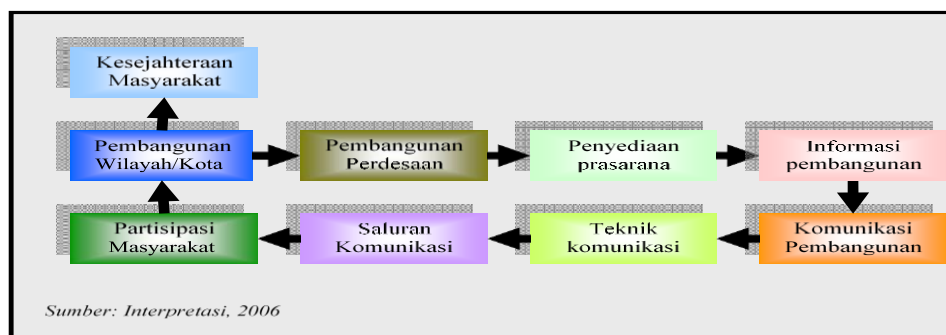 Kesejahteraan
Masyarakat
Pembangunan
Wilayah/Kota
Pembangunan
Perdesaan
Penyediaan
prasarana
Informasi
pembangunan
Partisipasi
Masyarakat
Saluran
Komunikasi
Teknik
komunikasi
Komunikasi
Pembangunan
Sumber: Interpretasi, 2006